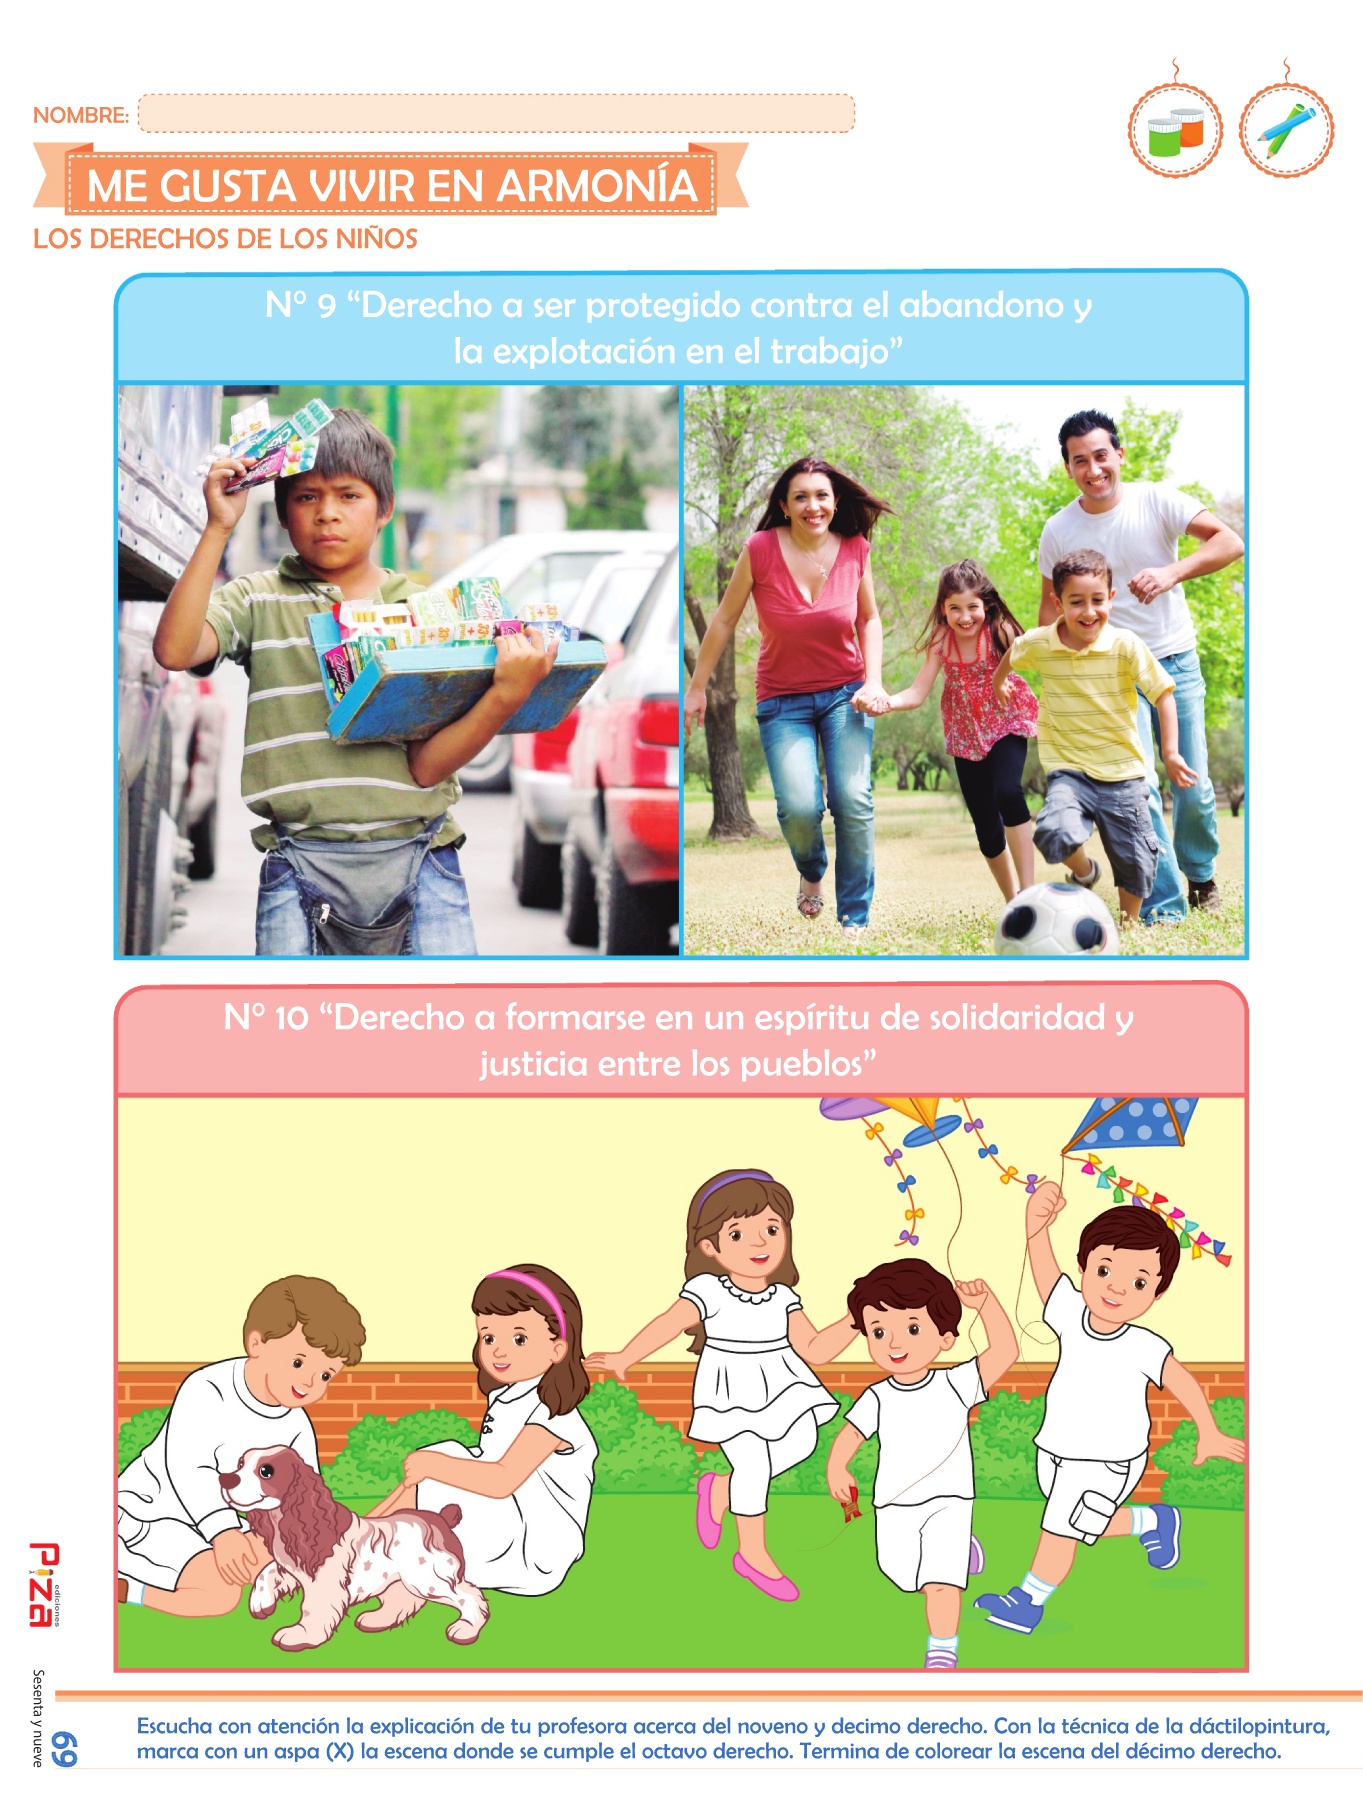 NOMBRE:
ME GUSTA VIVIR EN ARMONÍA
LOS DERECHOS DE LOS NIÑOS
Nº 9 “Derecho a ser protegido contra el abandono y
la explotación en el trabajo”
Nº 10 “Derecho a formarse en un espíritu de solidaridad y
justicia entre los pueblos”
Piza
ediciones
Sesenta y nueve
69
Escucha con atención la explicación de tu profesora acerca del noveno y decimo derecho. Con la técnica de la dáctilopintura,
marca con un aspa (X) la escena donde se cumple el octavo derecho. Termina de colorear la escena del décimo derecho.